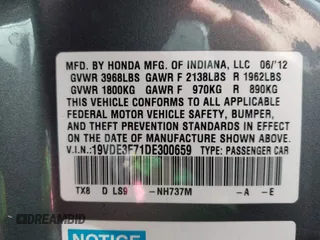 MFD. BY HONDA MFG. OF INDIANA, LLC 06/'12
GVWR 3968LBS GAWR F 2138LBS R 1962LBS
GVWR 1800KG GAWR F 970KG R 890KG
THIS VEHICLE CONFORMS TO ALL APPLICABLE
FEDERAL MOTOR VEHICLE SAFETY, BUMPER,
AND THEFT PREVENTION STANDARDS IN EFFECT
ON THE DATE OF MANUFACTURE SHOWN ABOVE.
V.I.N. 19VDE3F71DE300659 TYPE: PASSENGER CAR
TX8 D LS9 -NH737M -A -E
NOTICE
DREAMBID